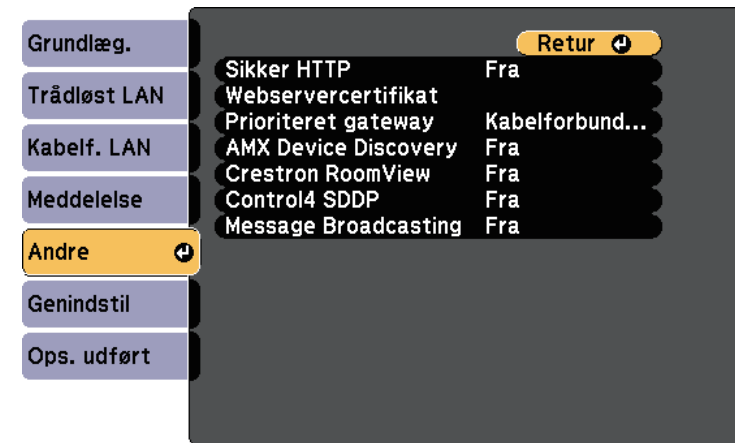 Grundlæg.
Trådløst LAN
Kabelf. LAN
Meddelelse
Andre
Genindstil
Ops. udført
Retur
Sikker HTTP Fra
Webservercertifikat
Prioriteret gateway Kabelforbund...
AMX Device Discovery Fra
Crestron RoomView Fra
Control4 SDDP Fra
Message Broadcasting Fra